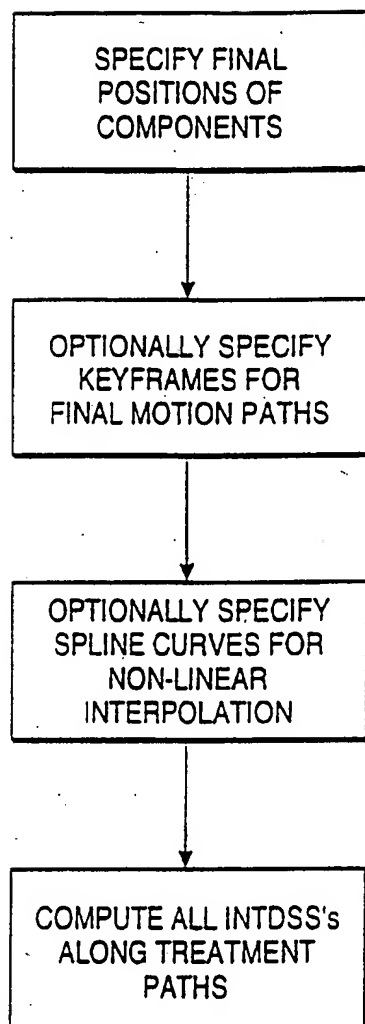 SPECIFY FINAL
POSITIONS OF
COMPONENTS
OPTIONALLY SPECIFY
KEYFRAMES FOR
FINAL MOTION PATHS
OPTIONALLY SPECIFY
SPLINE CURVES FOR
NON-LINEAR
INTERPOLATION
COMPUTE ALL INTDSS's
ALONG TREATMENT
PATHS